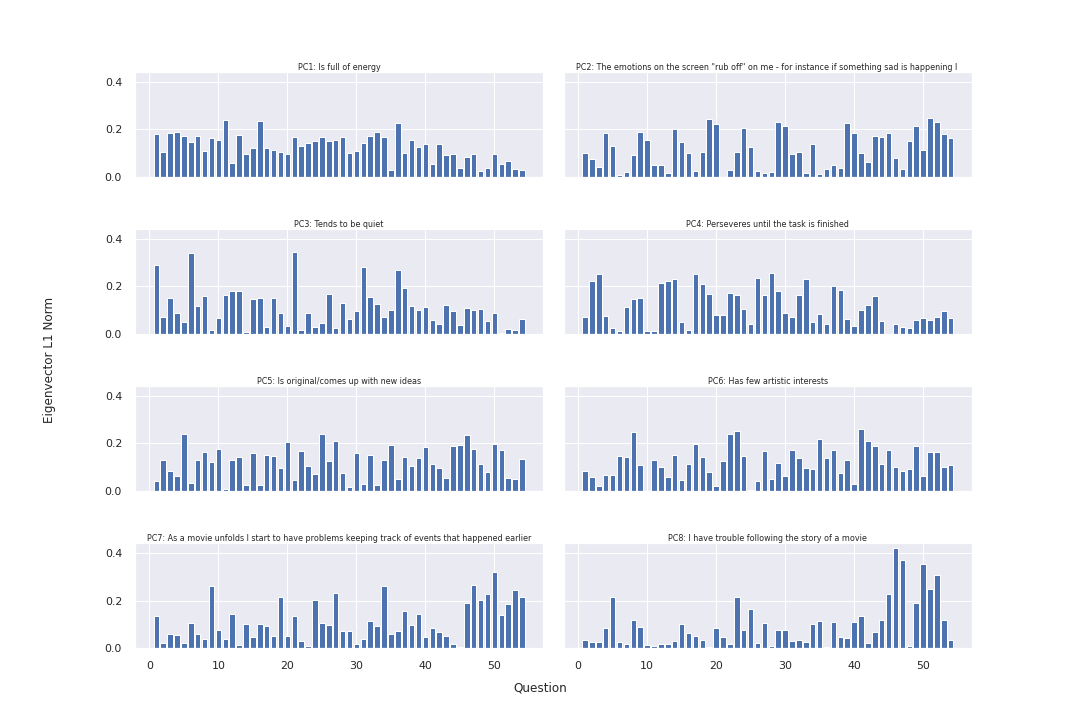 PC1: Is full of energy
PC2: The emotions on the screen "rub off" on me - for instance if something sad is happening I
0.4
0.2
0.0
PC3: Tends to be quiet
PC4: Perseveres until the task is finished
0.4
0.2
0.0
Eigenvector L1 Norm
PC5: Is original/comes up with new ideas
PC6: Has few artistic interests
0.4
0.2
0.0
PC7: As a movie unfolds I start to have problems keeping track of events that happened earlier
PC8: I have trouble following the story of a movie
0.4
0.2
0.0
0 10 20 30 40 50
0 10 20 30 40 50
Question